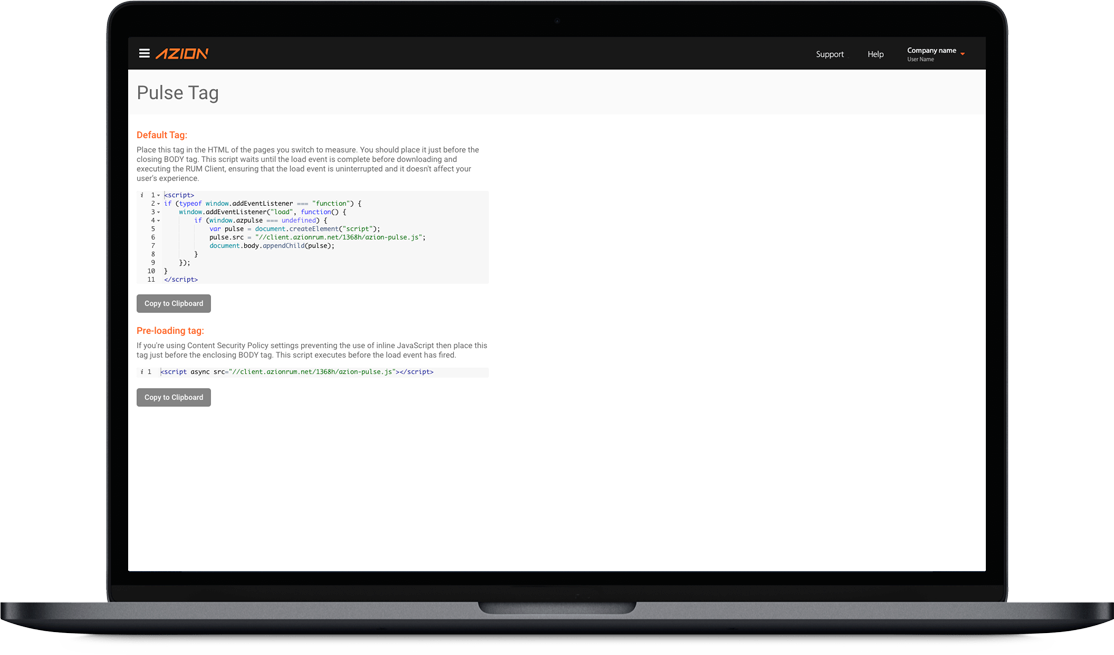 AZION
Support
Help
Company name
User Name
Pulse Tag
Default Tag:
Place this tag in the HTML of the pages you switch to measure. You should place it just before the
closing BODY tag. This script waits until the load event is complete before downloading and
executing the RUM Client, ensuring that the load event is uninterrupted and it doesn't affect your
user's experience.
i 1 <script>
2 if (typeof window.addEventListener === "function") {
3 window.addEventListener("load", function() {
4 if (window.azpulse === undefined) {
5 var pulse = document.createElement("script");
6 pulse.src = "//client.azionrum.net/1368h/azion-pulse.js";
7 document.body.appendChild(pulse);
8 }
9 });
10 }
11 </script>
Copy to Clipboard
Pre-loading tag:
If you're using Content Security Policy settings preventing the use of inline JavaScript then place this
tag just before the enclosing BODY tag. This script executes before the load event has fired.
i 1 <script async src="//client.azionrum.net/1368h/azion-pulse.js"></script>
Copy to Clipboard